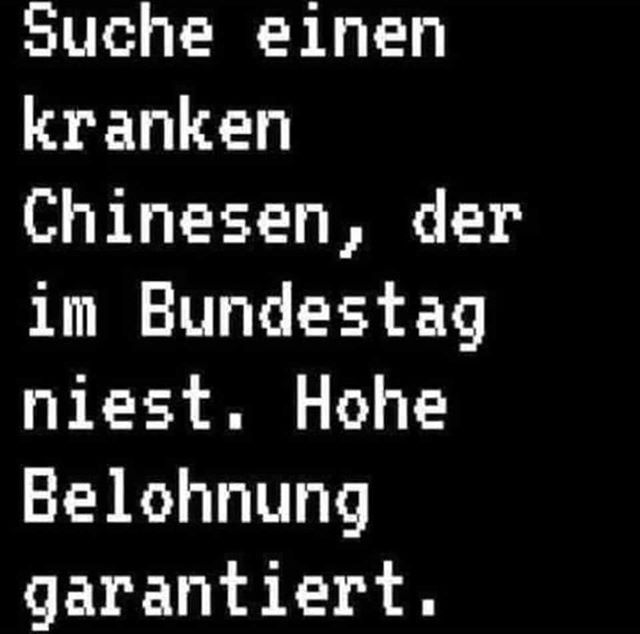 Suche einen
kranken
Chinesen, der
im Bundestag
niest. Hohe
Belohnung
garantiert.